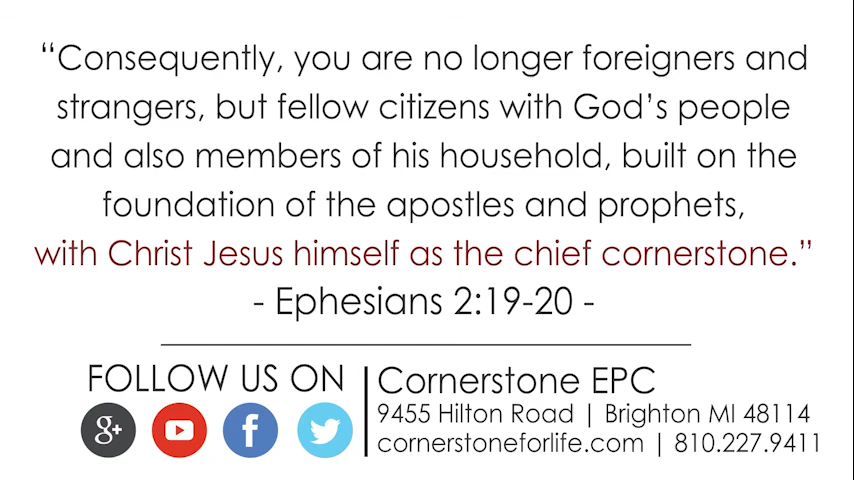 “Consequently, you are no longer foreigners and
strangers, but fellow citizens with God’s people
and also members of his household, built on the
foundation of the apostles and prophets,
with Christ Jesus himself as the chief cornerstone.”
- Ephesians 2:19-20 -
FOLLOW US ON
g+
f
Cornerstone EPC
9455 Hilton Road | Brighton MI 48114
cornerstoneforlife.com | 810.227.9411